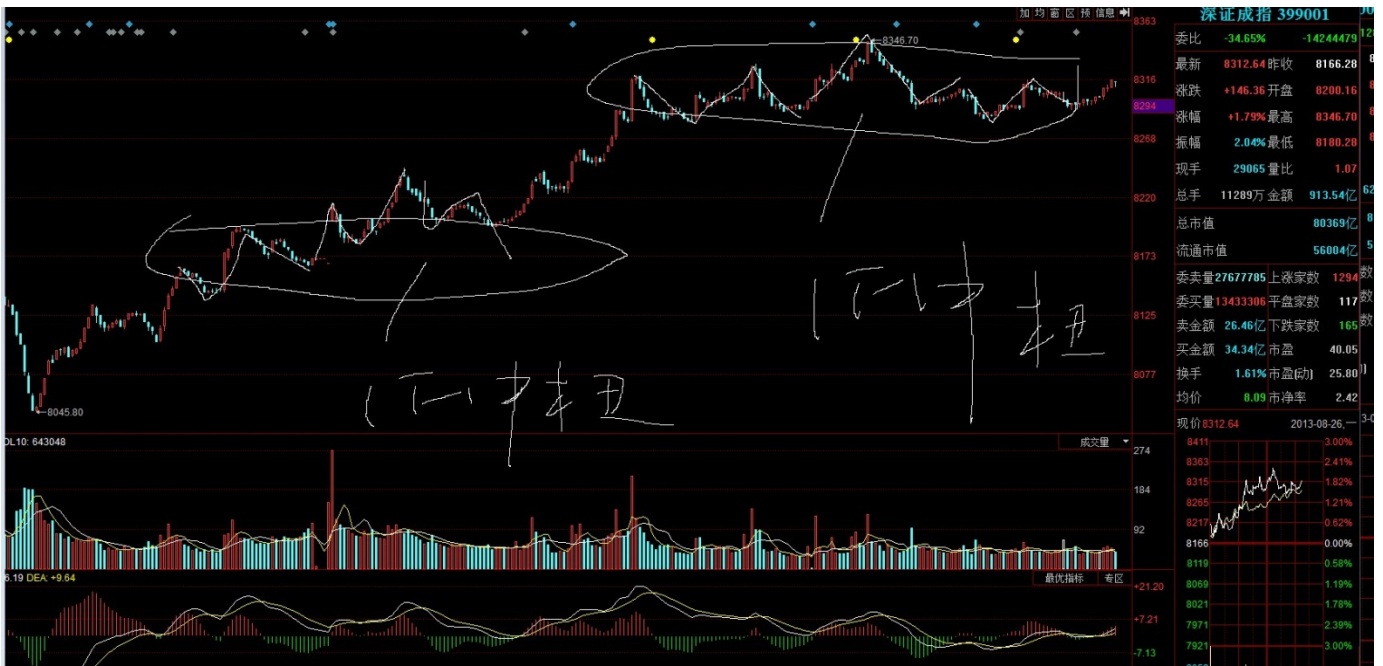 加 均 窗 区 预 信息
深证成指 399001
委比 -34.65% -14244479
最新 8312.64 昨收 8166.28
涨跌 +146.36 开盘 8200.16
涨幅 +1.79% 最高 8346.70
振幅 2.04% 最低 8180.28
现手 29065 量比 1.07
总手 11289万 金额 913.54亿
总市值 80369亿
流通市值 56004亿
委卖量 27677785 上涨家数 1294
委买量 13433306 平盘家数 117
卖金额 26.46亿 下跌家数 165
买金额 34.34亿 市盈 40.05
换手 1.61% 市盈(动) 25.80
均价 8.09 市净率 2.42
现价 8312.64 2013-08-26,一
8363
8316
8294
8268
8220
8173
8125
8077
8346.70
8045.80
OL10: 643048
成交量
274
184
92
6.19 DEA: +9.64
最优指标 专区
+21.20
+7.21
-7.13
8411 3.00%
8363 2.41%
8315 1.82%
8265 1.21%
8217 0.62%
8166 0.00%
8119 0.58%
8069 1.19%
8021 1.78%
7971 2.39%
7921 3.00%